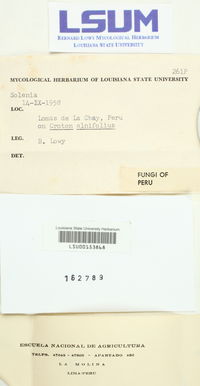 LSUM
BERNARD LOWY MYCOLOGICAL HERBARIUM
LOUISIANA STATE UNIVERSITY
261P
MYCOLOGICAL HERBARIUM OF LOUISIANA STATE UNIVERSITY
Solenia
14-IX-1958
LOC. Lomas de La Chay, Peru
on Croton alnifolius
LEG. B. Lowy
DET.
FUNGI OF
PERU
Louisiana State University Herbarium
LSU00153848
162789
ESCUELA NACIONAL DE AGRICULTURA
LA MOLINA
LIMA-PERU